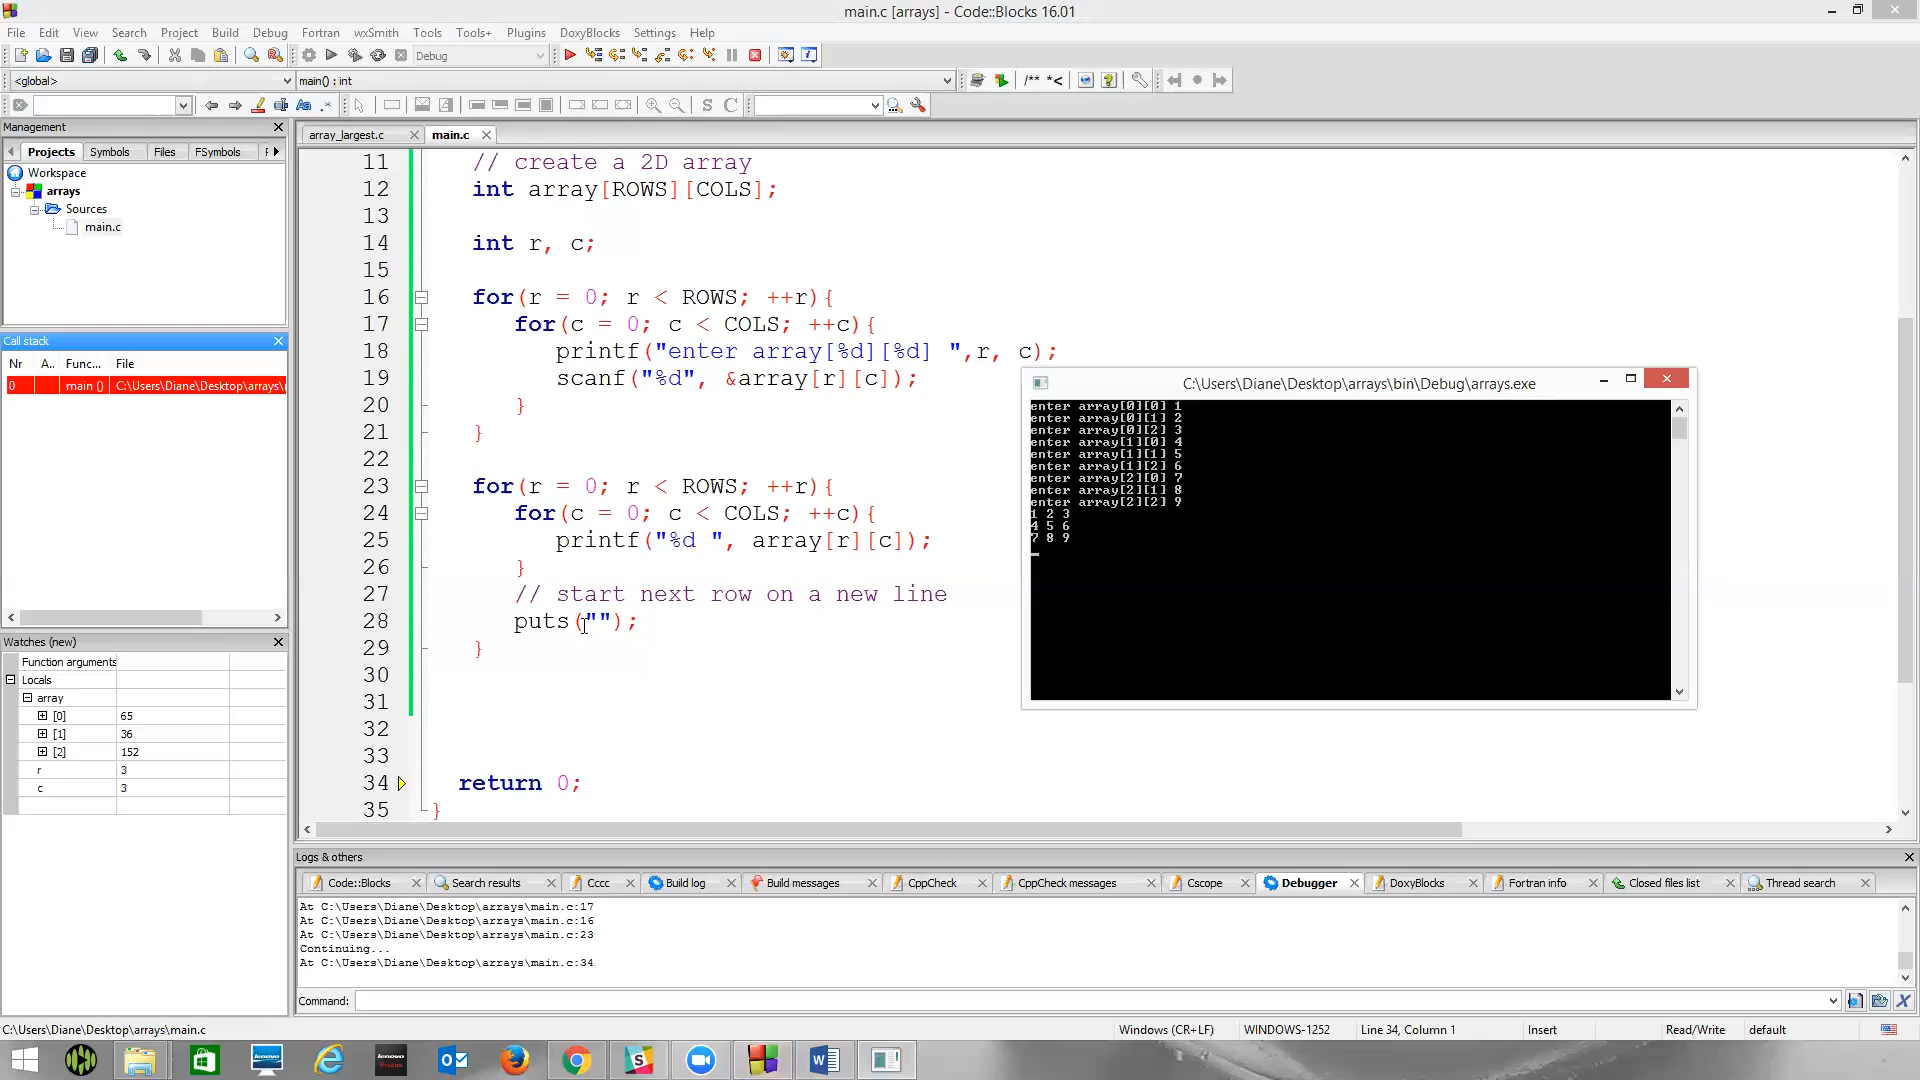 main.c [arrays] - Code::Blocks 16.01
File Edit View Search Project Build Debug Fortran wxSmith Tools Tools+ Plugins DoxyBlocks Settings Help
Debug
<global> main() : int
/** *<
Management
Projects Symbols Files FSymbols
Workspace
arrays
Sources
main.c
Call stack
Nr A.. Func... File
0 main () C:\Users\Diane\Desktop\arrays\
Watches (new)
Function arguments
Locals
array
[0] 65
[1] 36
[2] 152
r 3
c 3
array_largest.c main.c
11 // create a 2D array
12 int array[ROWS][COLS];
13
14 int r, c;
15
16 for(r = 0; r < ROWS; ++r){
17 for(c = 0; c < COLS; ++c){
18 printf("enter array[%d][%d] ",r, c);
19 scanf("%d", &array[r][c]);
20 }
21 }
22
23 for(r = 0; r < ROWS; ++r){
24 for(c = 0; c < COLS; ++c){
25 printf("%d ", array[r][c]);
26 }
27 // start next row on a new line
28 puts("");
29 }
30
31
32
33
34 return 0;
35 }
C:\Users\Diane\Desktop\arrays\bin\Debug\arrays.exe
enter array[0][0] 1
enter array[0][1] 2
enter array[0][2] 3
enter array[1][0] 4
enter array[1][1] 5
enter array[1][2] 6
enter array[2][0] 7
enter array[2][1] 8
enter array[2][2] 9
1 2 3
4 5 6
7 8 9
Logs & others
Code::Blocks Search results Cccc Build log Build messages CppCheck CppCheck messages Cscope Debugger DoxyBlocks Fortran info Closed files list Thread search
At C:\Users\Diane\Desktop\arrays\main.c:17
At C:\Users\Diane\Desktop\arrays\main.c:16
At C:\Users\Diane\Desktop\arrays\main.c:23
Continuing...
At C:\Users\Diane\Desktop\arrays\main.c:34
Command:
C:\Users\Diane\Desktop\arrays\main.c Windows (CR+LF) WINDOWS-1252 Line 34, Column 1 Insert Read/Write default